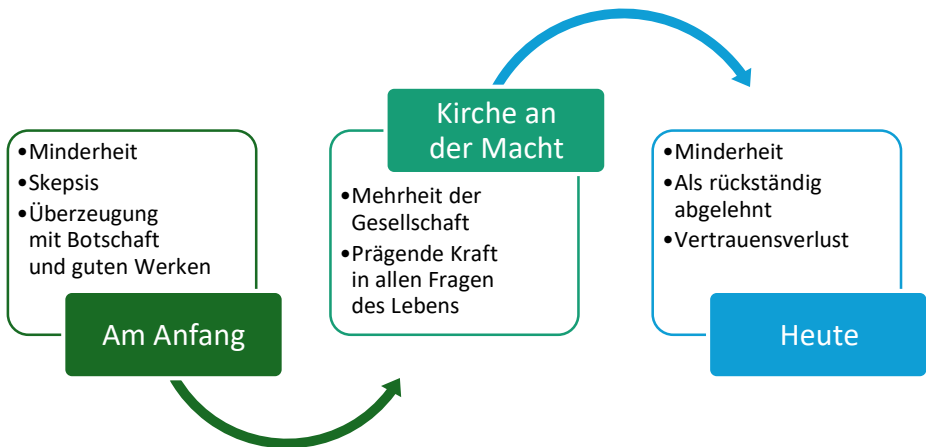 •Minderheit
•Skepsis
•Überzeugung
mit Botschaft
und guten Werken
Am Anfang
Kirche an
der Macht
•Mehrheit der
Gesellschaft
•Prägende Kraft
in allen Fragen
des Lebens
•Minderheit
•Als rückständig
abgelehnt
•Vertrauensverlust
Heute